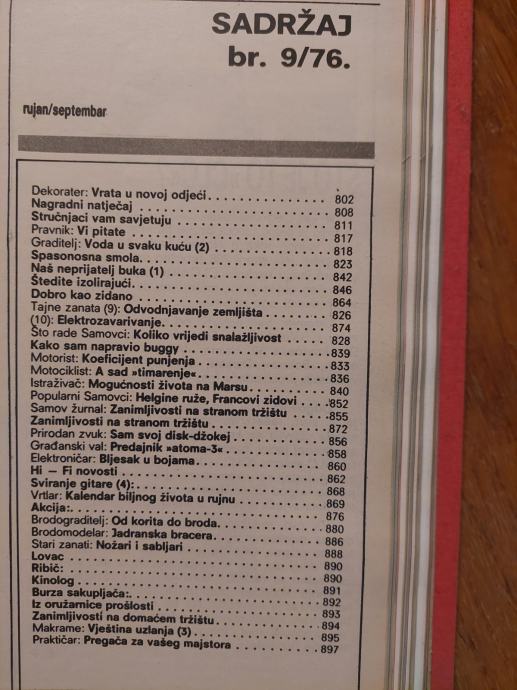 SADRŽAJ
br. 9/76.
rujan/septembar
Dekorater: Vrata u novoj odjeći . . . . . . . . . . . . . . . . . . . 802
Nagradni natječaj . . . . . . . . . . . . . . . . . . . 808
Stručnjaci vam savjetuju . . . . . . . . . . . . . . . . . . . 811
Pravnik: Vi pitate . . . . . . . . . . . . . . . . . . . 817
Graditelj: Voda u svaku kuću (2) . . . . . . . . . . . . . . . . . . . 818
Spasonosna smola. . . . . . . . . . . . . . . . . . . . 823
Naš neprijatelj buka (1) . . . . . . . . . . . . . . . . . . . 842
Štedite izolirajući. . . . . . . . . . . . . . . . . . . . 846
Dobro kao zidano . . . . . . . . . . . . . . . . . . . 864
Tajne zanata (9): Odvodnjavanje zemljišta . . . . . . . . . . . 826
(10): Elektrozavarivanje. . . . . . . . . . . . . . . . . . . . 874
Što rade Samovci: Koliko vrijedi snalažljivost . . . . . . . . 828
Kako sam napravio buggy . . . . . . . . . . . . . . . . . . . 839
Motorist: Koeficijent punjenja . . . . . . . . . . . . . . . . . . . 833
Motociklist: A sad »timarenje« . . . . . . . . . . . . . . . . . . . 836
Istraživač: Mogućnosti života na Marsu . . . . . . . . . . . . . 840
Popularni Samovci: Helgine ruže, Francovi zidovi . . . . . 852
Samov žurnal: Zanimljivosti na stranom tržištu . . . . . 855
Zanimljivosti na stranom tržištu . . . . . . . . . . . . . . . . . . . 872
Prirodan zvuk: Sam svoj disk-džokej . . . . . . . . . . . . . . . 856
Građanski val: Predajnik »atoma-3« . . . . . . . . . . . . . . . 858
Elektroničar: Bljesak u bojama . . . . . . . . . . . . . . . . . . . 860
Hi — Fi novosti . . . . . . . . . . . . . . . . . . . 862
Sviranje gitare (4): . . . . . . . . . . . . . . . . . . . 868
Vrtlar: Kalendar biljnog života u rujnu . . . . . . . . . . . . . 869
Akcija: . . . . . . . . . . . . . . . . . . . 876
Brodograditelj: Od korita do broda. . . . . . . . . . . . . . . . 880
Brodomodelar: Jadranska bracera. . . . . . . . . . . . . . . . 886
Stari zanati: Nožari i sabljari . . . . . . . . . . . . . . . . . . . 888
Lovac . . . . . . . . . . . . . . . . . . . 890
Ribič: . . . . . . . . . . . . . . . . . . . 890
Kinolog . . . . . . . . . . . . . . . . . . . 891
Burza sakupljača: . . . . . . . . . . . . . . . . . . . 892
Iz oružarnice prošlosti . . . . . . . . . . . . . . . . . . . 893
Zanimljivosti na domaćem tržištu . . . . . . . . . . . . . . . . 894
Makrame: Vještina uzlanja (3) . . . . . . . . . . . . . . . . . . . 895
Praktičar: Pregača za vašeg majstora . . . . . . . . . . . . . . 897